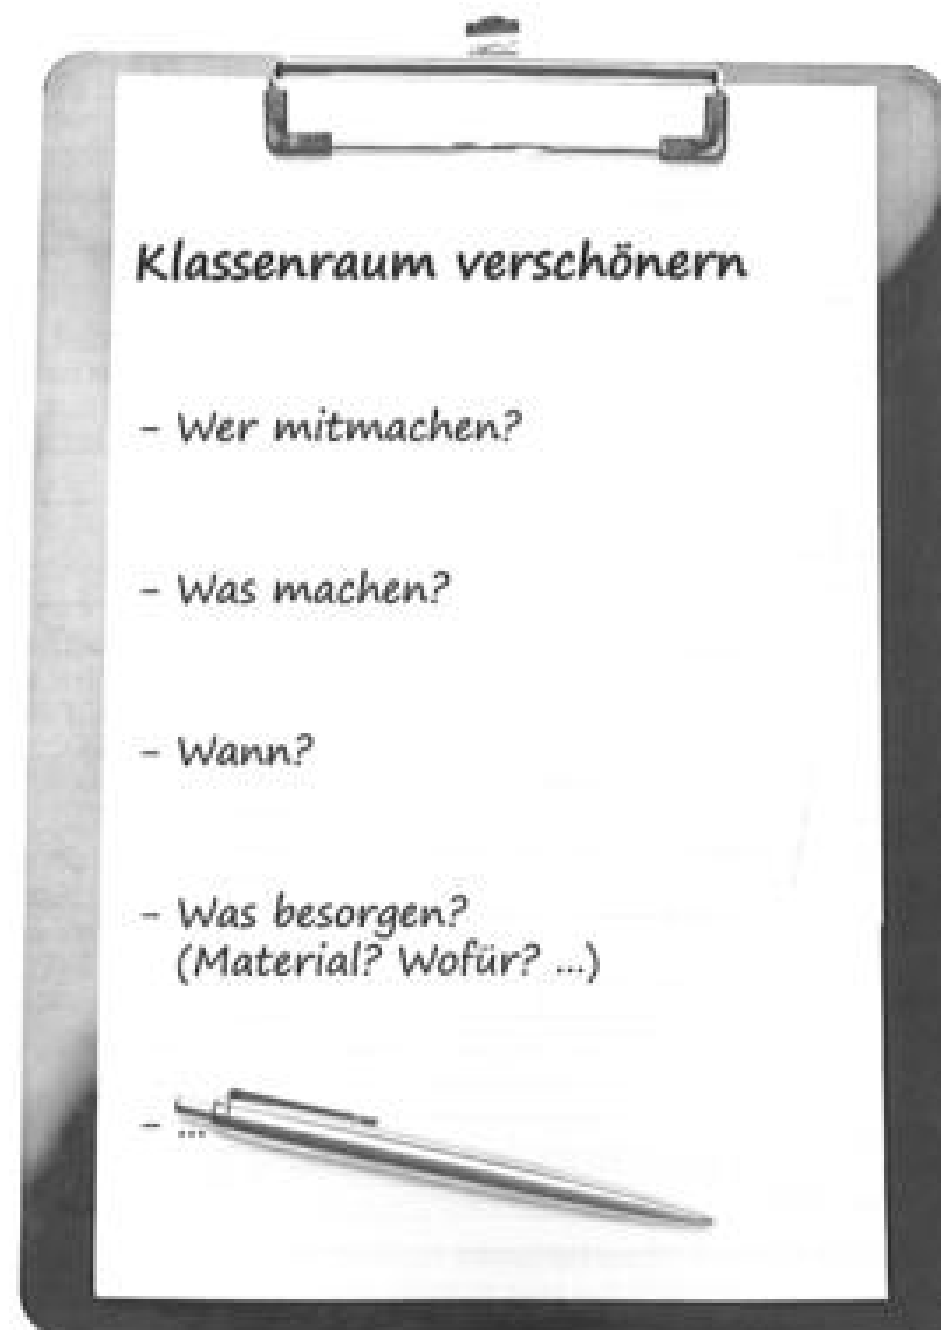 Klassenraum verschönern
- Wer mitmachen?
- Was machen?
- Wann?
- Was besorgen?
(Material? Wofür? ...)
- ...